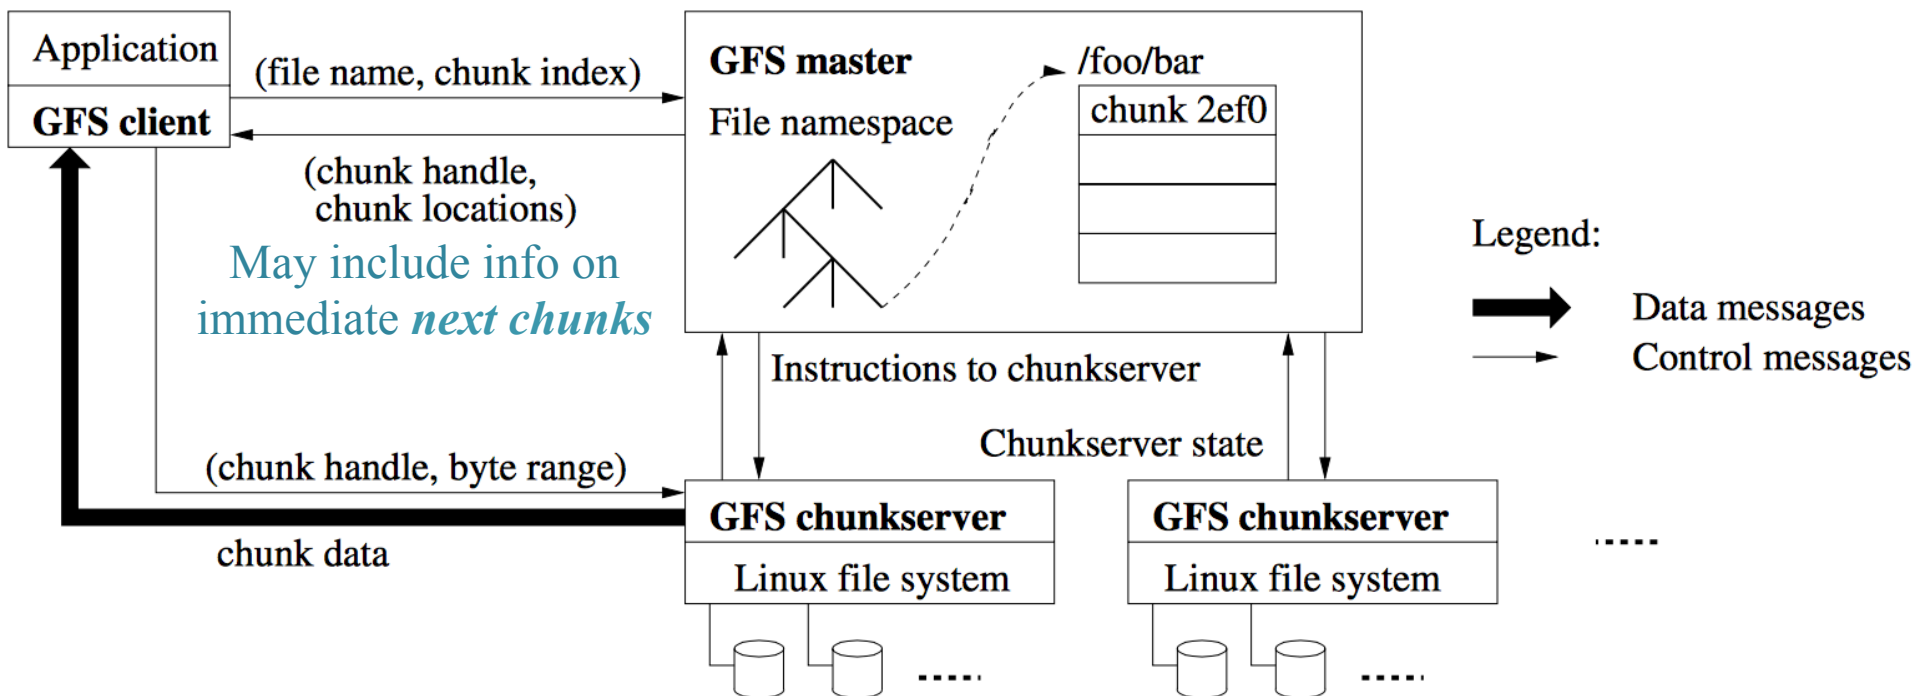 Application
GFS client
(file name, chunk index)
(chunk handle,
chunk locations)
May include info on
immediate next chunks
GFS master
File namespace
/foo/bar
chunk 2ef0
Legend:
Data messages
Control messages
Instructions to chunkserver
Chunkserver state
(chunk handle, byte range)
chunk data
GFS chunkserver
Linux file system
GFS chunkserver
Linux file system